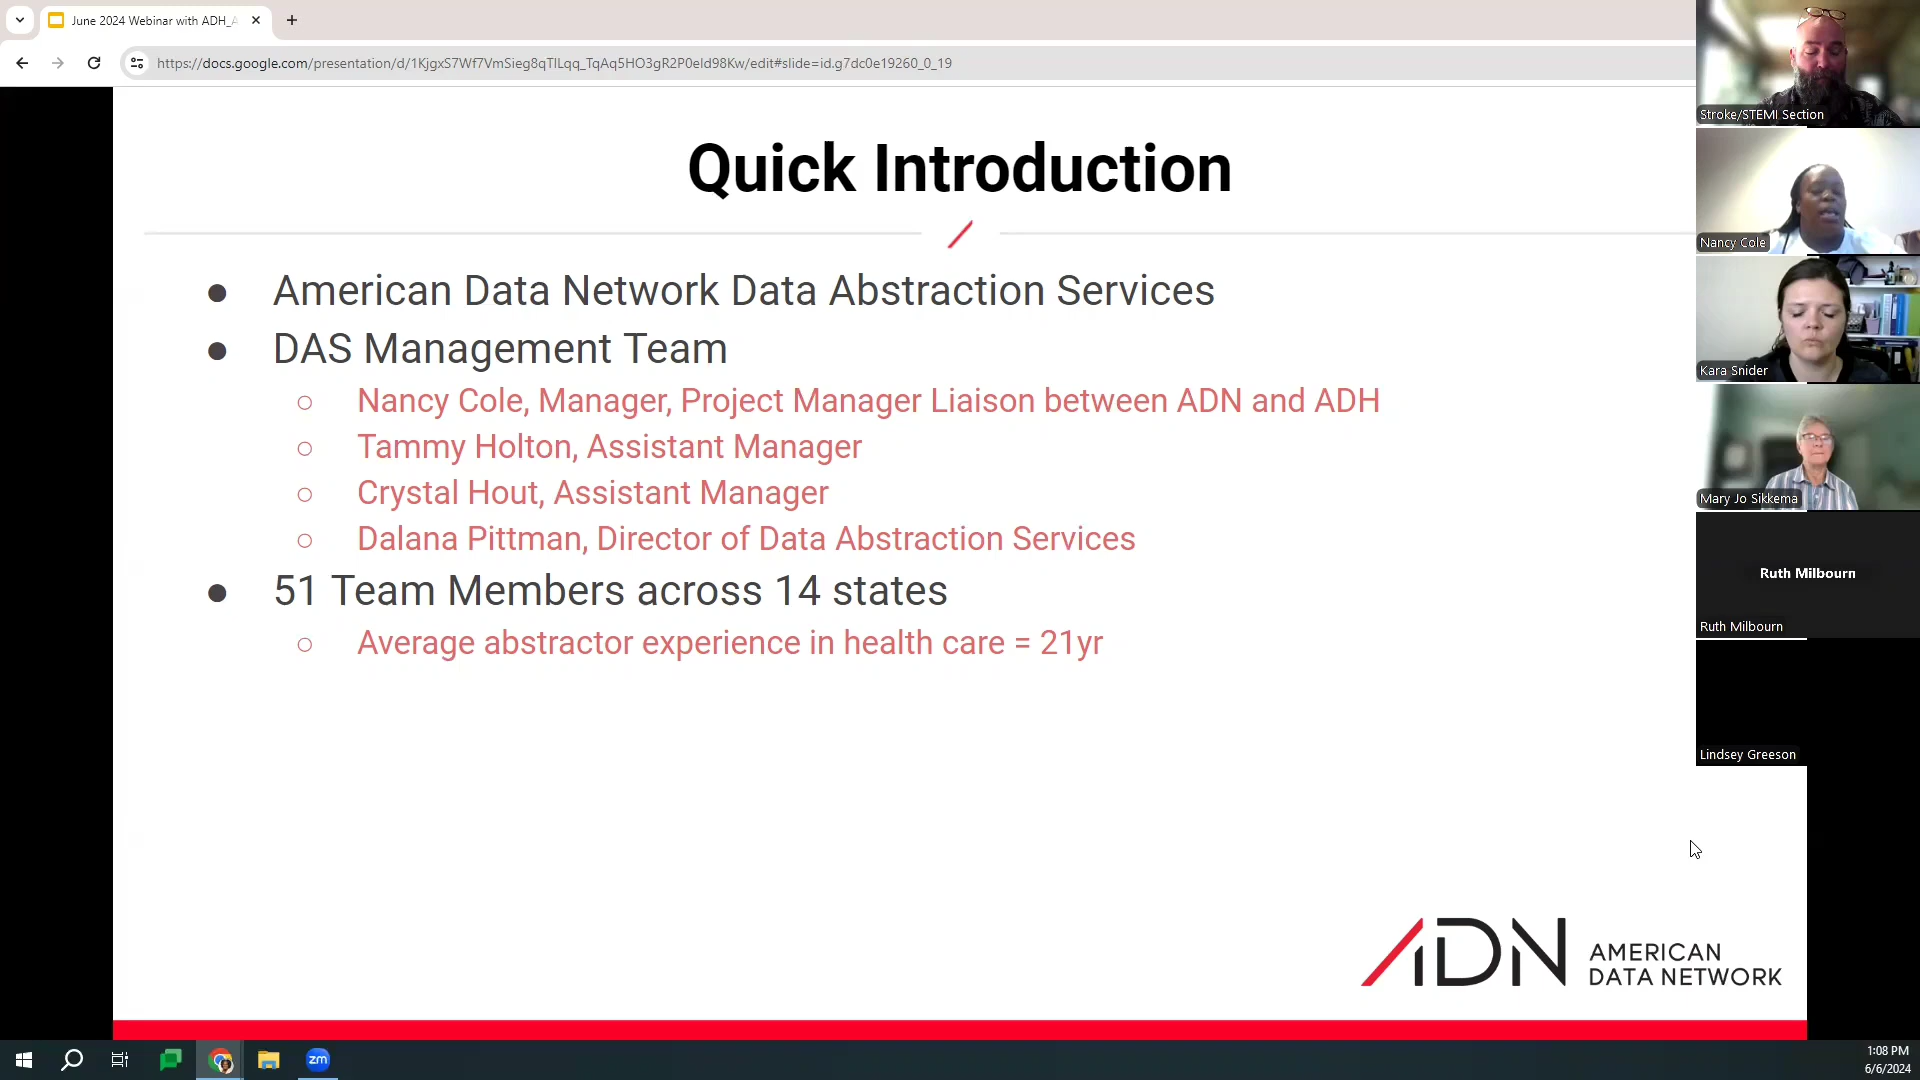 June 2024 Webinar with ADH_A
https://docs.google.com/presentation/d/1KjgxS7Wf7VmSieg8qTlLqq_TqAq5HO3gR2P0eld98Kw/edit#slide=id.g7dc0e19260_0_19
Quick Introduction
American Data Network Data Abstraction Services
DAS Management Team
Nancy Cole, Manager, Project Manager Liaison between ADN and ADH
Tammy Holton, Assistant Manager
Crystal Hout, Assistant Manager
Dalana Pittman, Director of Data Abstraction Services
51 Team Members across 14 states
Average abstractor experience in health care = 21yr
ADN AMERICAN
DATA NETWORK
Stroke/STEMI Section
Nancy Cole
Kara Snider
Mary Jo Sikkema
Ruth Milbourn
Ruth Milbourn
Lindsey Greeson
zm
1:08 PM
6/6/2024